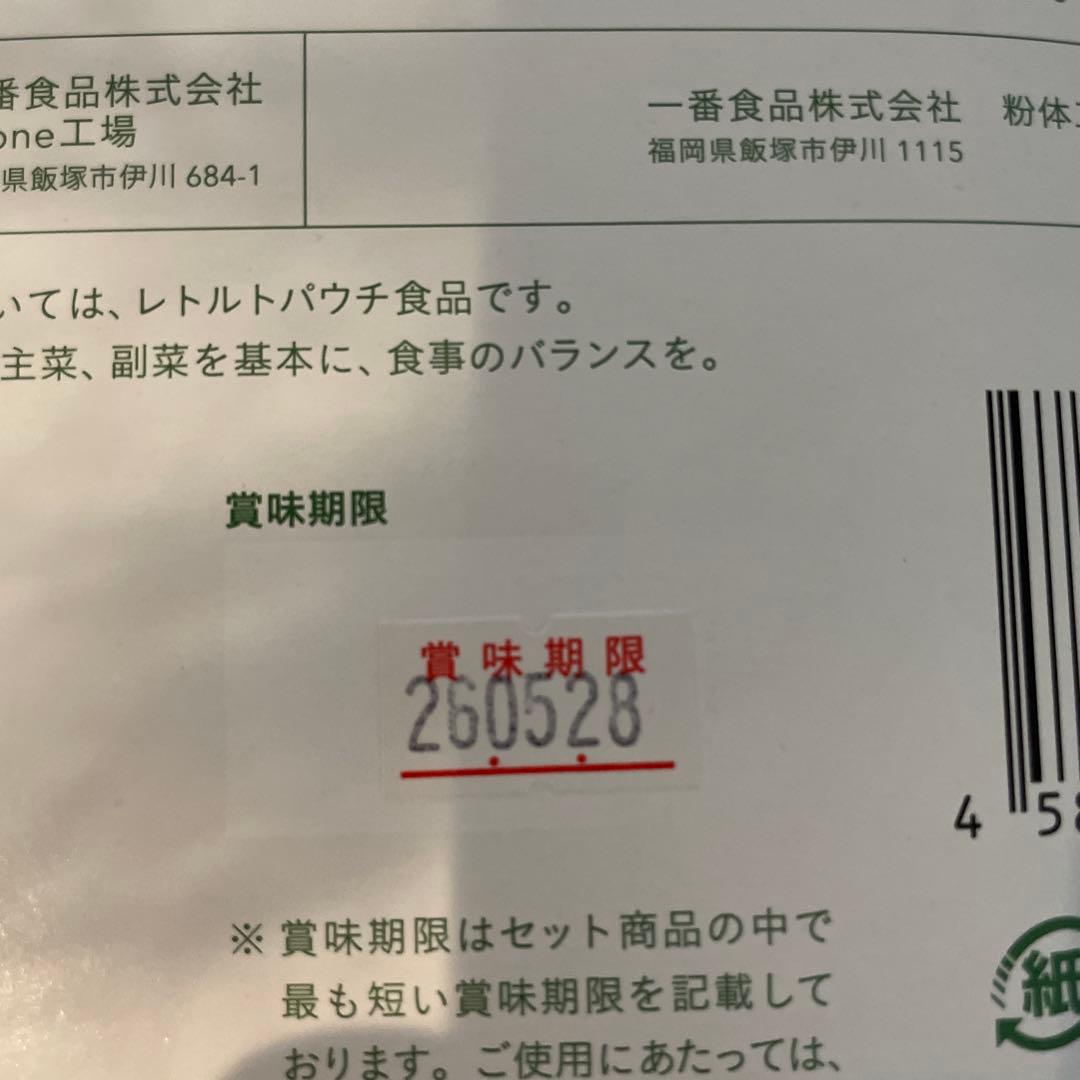 番食品株式会社
one工場
県飯塚市伊川 684-1
一番食品株式会社 粉体
福岡県飯塚市伊川 1115
いては、レトルトパウチ食品です。
主菜、副菜を基本に、食事のバランスを。
賞味期限
賞味期限
260528
4 58
※ 賞味期限はセット商品の中で
最も短い賞味期限を記載して
おります。ご使用にあたっては、
紙